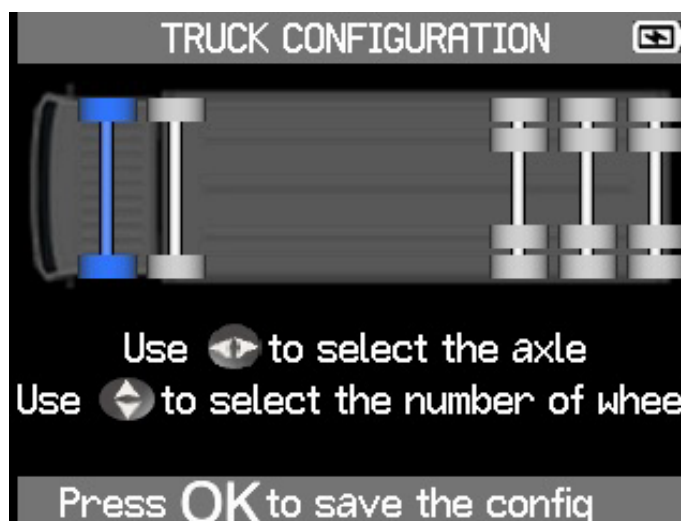 TRUCK CONFIGURATION
Use to select the axle
Use to select the number of whee
Press OK to save the config